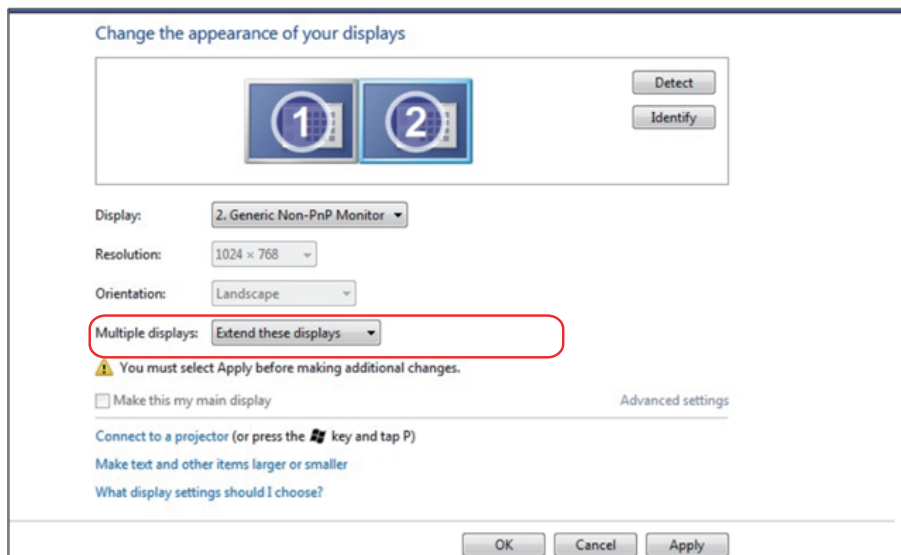 Change the appearance of your displays
1
2
Detect
Identify
Display:
2. Generic Non-PnP Monitor
Resolution:
1024 × 768
Orientation:
Landscape
Multiple displays:
Extend these displays
You must select Apply before making additional changes.
Make this my main display
Advanced settings
Connect to a projector (or press the key and tap P)
Make text and other items larger or smaller
What display settings should I choose?
OK
Cancel
Apply